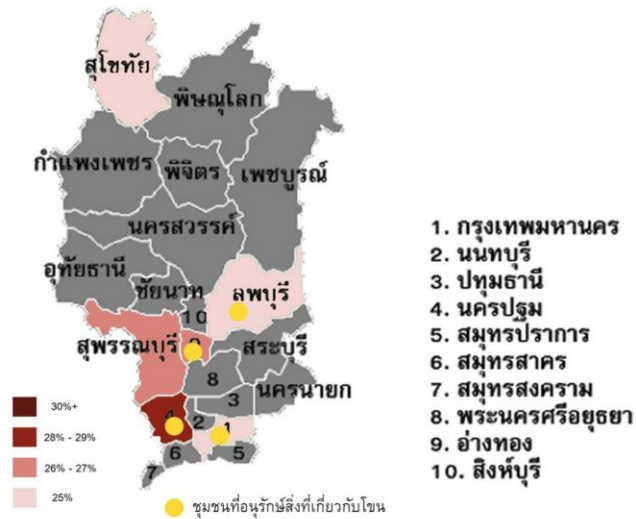 สุโขทัย
พิษณุโลก
กำแพงเพชร
พิจิตร
เพชบูรณ์
นครสวรรค์
อุทัยธานี
ชัยนาท
ลพบุรี
10
สุพรรณบุรี
9
สระบุรี
8
นครนายก
3
4
2
1
6
5
7
30%+
28% - 29%
26% - 27%
25%
ชุมชนที่อนุรักษ์สิ่งที่เกี่ยวกับโขน
1. กรุงเทพมหานคร
2. นนทบุรี
3. ปทุมธานี
4. นครปฐม
5. สมุทรปราการ
6. สมุทรสาคร
7. สมุทรสงคราม
8. พระนครศรีอยุธยา
9. อ่างทอง
10. สิงห์บุรี